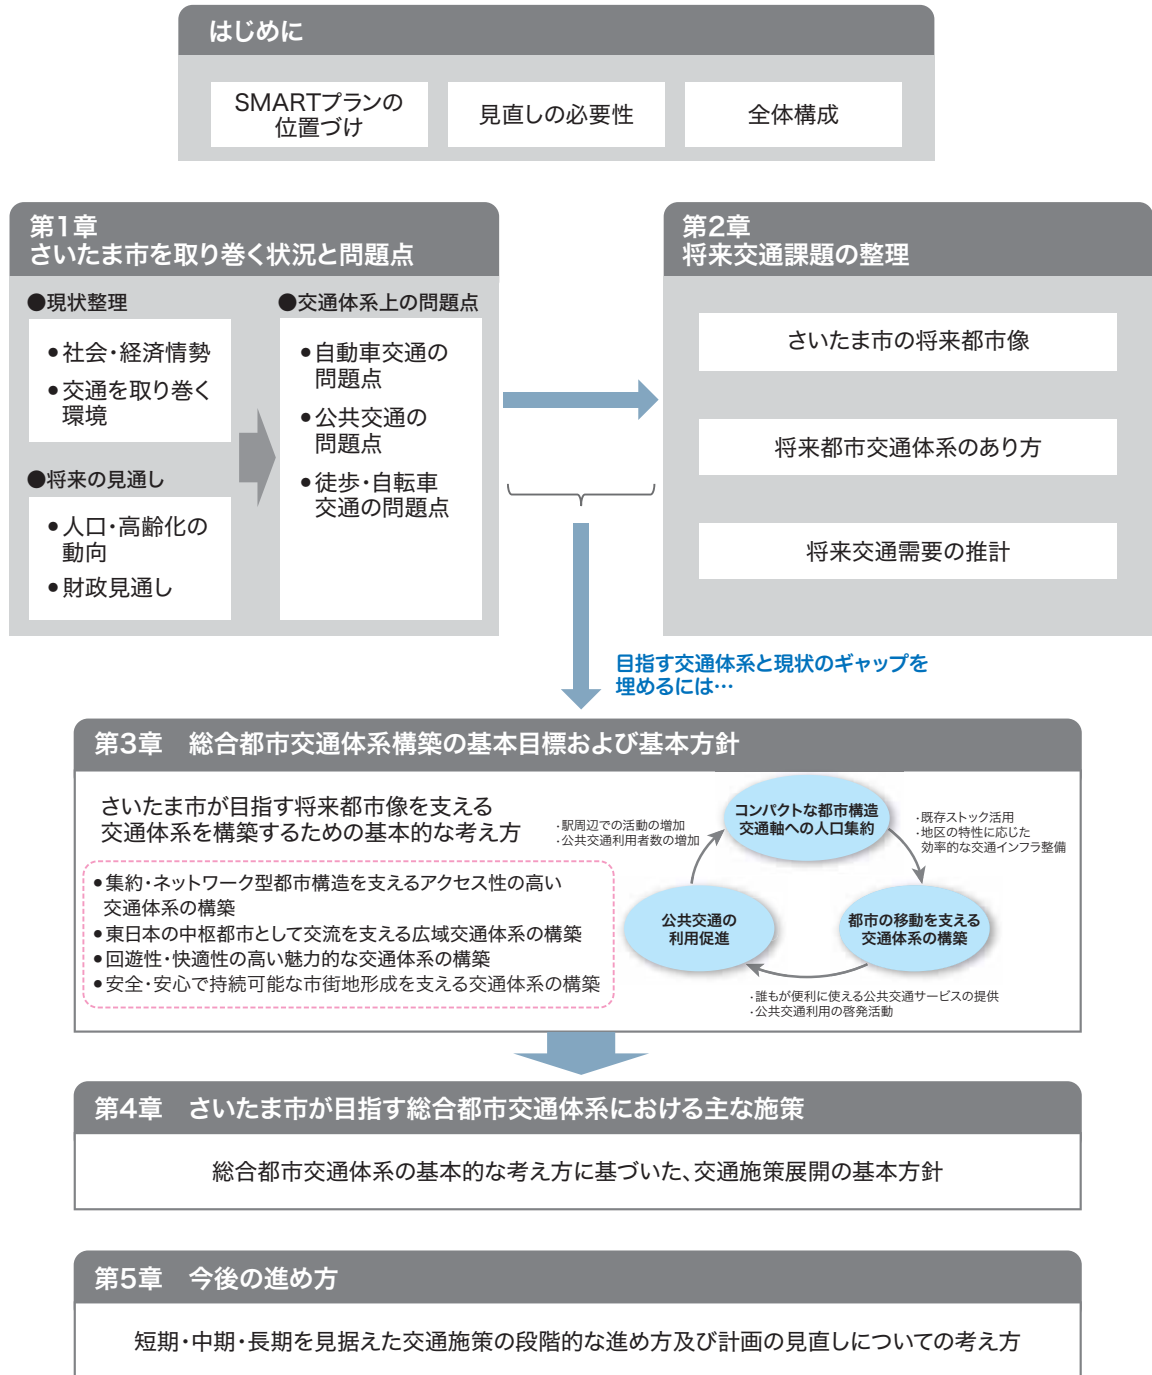 はじめに
SMARTプランの
位置づけ
見直しの必要性
全体構成
第1章
さいたま市を取り巻く状況と問題点
●現状整理
●社会・経済情勢
●交通を取り巻く
環境
●将来の見通し
●人口・高齢化の
動向
●財政見通し
●交通体系上の問題点
●自動車交通の
問題点
●公共交通の
問題点
●徒歩・自転車
交通の問題点
第2章
将来交通課題の整理
さいたま市の将来都市像
将来都市交通体系のあり方
将来交通需要の推計
目指す交通体系と現状のギャップを
埋めるには…
第3章　総合都市交通体系構築の基本目標および基本方針
さいたま市が目指す将来都市像を支える
交通体系を構築するための基本的な考え方
●集約・ネットワーク型都市構造を支えるアクセス性の高い
交通体系の構築
●東日本の中枢都市として交流を支える広域交通体系の構築
●回遊性・快適性の高い魅力的な交通体系の構築
●安全・安心で持続可能な市街地形成を支える交通体系の構築
コンパクトな都市構造
交通軸への人口集約
・既存ストック活用
・地区の特性に応じた
効率的な交通インフラ整備
都市の移動を支える
交通体系の構築
・誰もが便利に使える公共交通サービスの提供
・公共交通利用の啓発活動
公共交通の
利用促進
・駅周辺での活動の増加
・公共交通利用者数の増加
第4章　さいたま市が目指す総合都市交通体系における主な施策
総合都市交通体系の基本的な考え方に基づいた、交通施策展開の基本方針
第5章　今後の進め方
短期・中期・長期を見据えた交通施策の段階的な進め方及び計画の見直しについての考え方